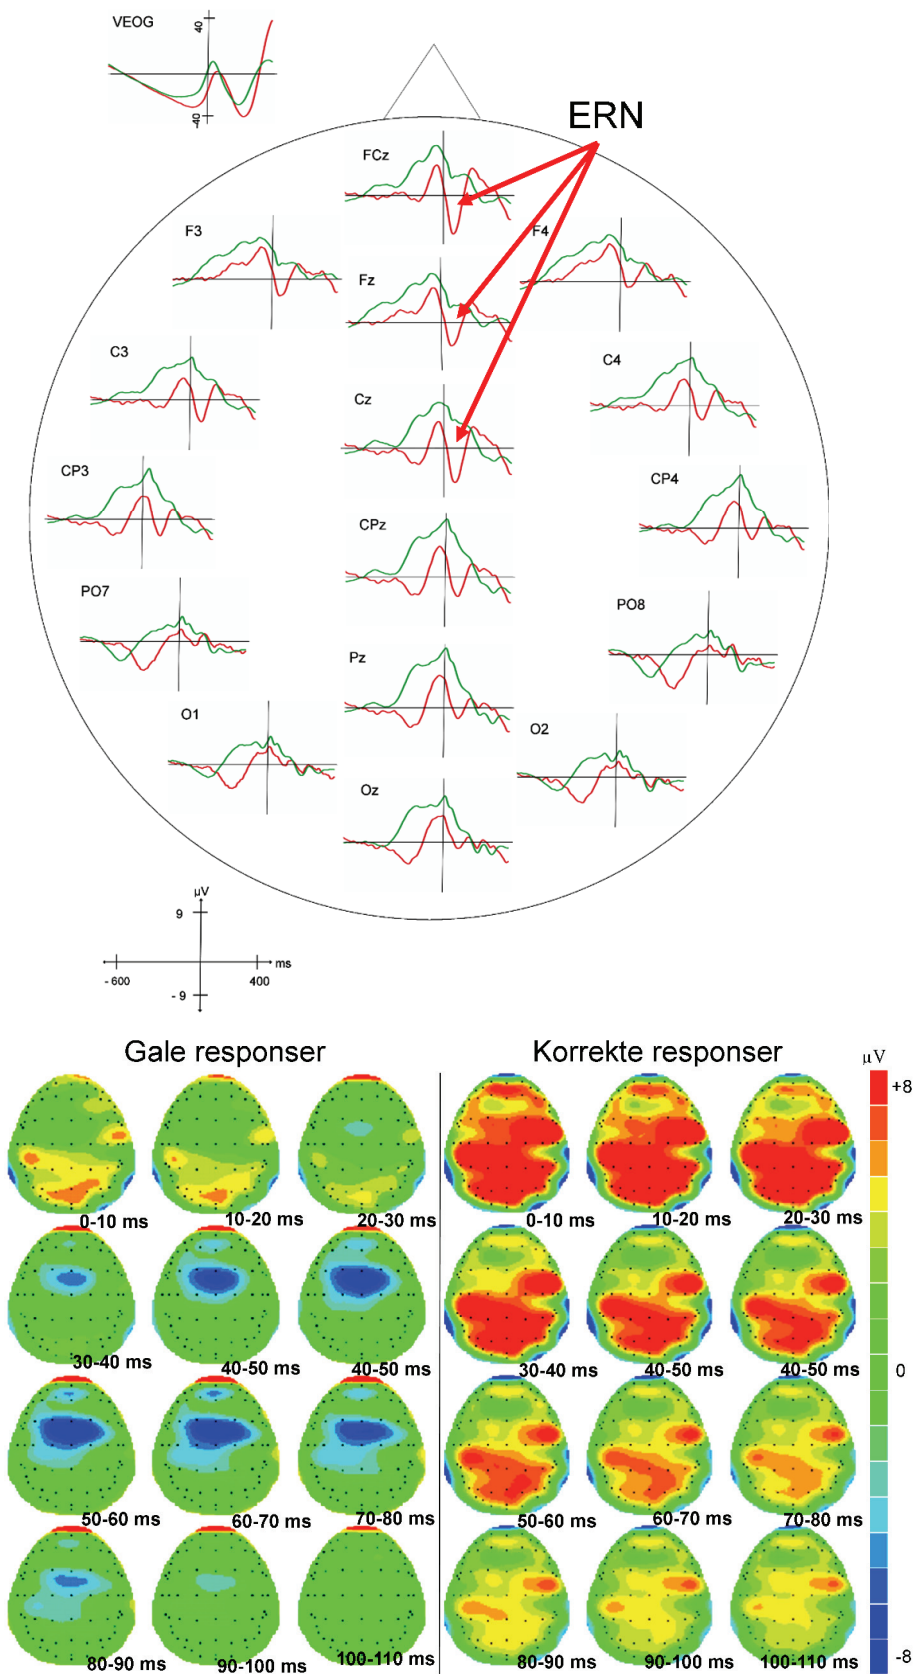 VEOG
40
-40
ERN
FCz
F3
F4
Fz
C3
C4
Cz
CP3
CP4
CPz
PO7
PO8
Pz
O1
O2
Oz
µV
9
ms
- 600
400
- 9
Gale responser
Korrekte responser
µV
+8
0-10 ms
10-20 ms
20-30 ms
0-10 ms
10-20 ms
20-30 ms
30-40 ms
40-50 ms
40-50 ms
30-40 ms
40-50 ms
40-50 ms
0
50-60 ms
60-70 ms
70-80 ms
50-60 ms
60-70 ms
70-80 ms
80-90 ms
90-100 ms
100-110 ms
80-90 ms
90-100 ms
100-110 ms
-8